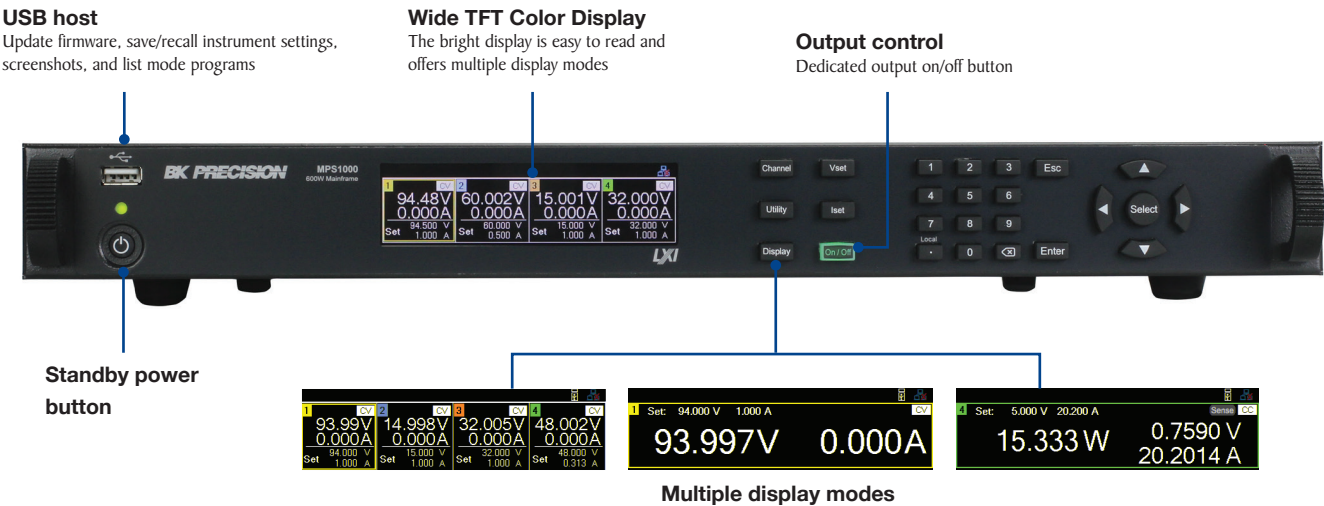 USB host
Update firmware, save/recall instrument settings,
screenshots, and list mode programs
Wide TFT Color Display
The bright display is easy to read and
offers multiple display modes
Output control
Dedicated output on/off button
BK PRECISION
MPS1000
600W Mainframe
1 CV 2 CV 3 CV 4 CV
94.48V 60.002V 15.001V 32.000V
0.000A 0.000A 0.000A 0.000A
Set 94.500 V 1.000 A Set 60.000 V 0.500 A Set 15.000 V 1.000 A Set 32.000 V 1.000 A
LXI
Channel Vset
Utility Iset
Display On / Off
1 2 3 Esc
4 5 6
7 8 9
Local
. 0 Enter
Select
Standby power
button
1 CV 2 CV 3 CV 4 CV
93.99V 14.998V 32.005V 48.002V
0.000A 0.000A 0.000A 0.000A
Set 94.000 V 1.000 A Set 15.000 V 1.000 A Set 32.000 V 1.000 A Set 48.000 V 0.313 A
1 Set: 94.000 V 1.000 A CV
93.997V 0.000A
4 Set: 5.000 V 20.200 A Sense CC
15.333 W 0.7590 V
20.2014 A
Multiple display modes